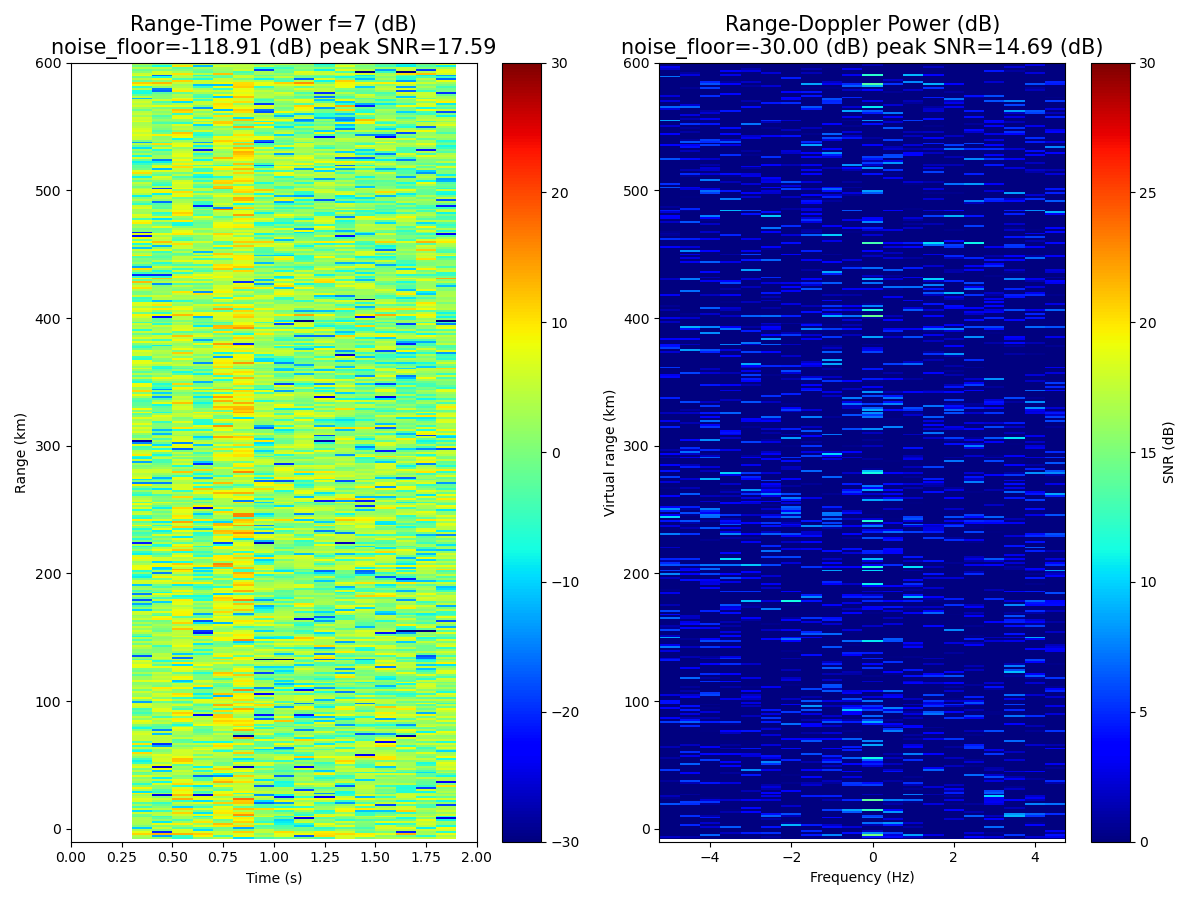 Range-Time Power f=7 (dB)
noise_floor=-118.91 (dB) peak SNR=17.59
600
500
400
300
200
100
0
Range (km)
0.00 0.25 0.50 0.75 1.00 1.25 1.50 1.75 2.00
Time (s)
30
20
10
0
−10
−20
−30
Range-Doppler Power (dB)
noise_floor=-30.00 (dB) peak SNR=14.69 (dB)
600
500
400
300
200
100
0
Virtual range (km)
−4 −2 0 2 4
Frequency (Hz)
30
25
20
15
10
5
0
SNR (dB)